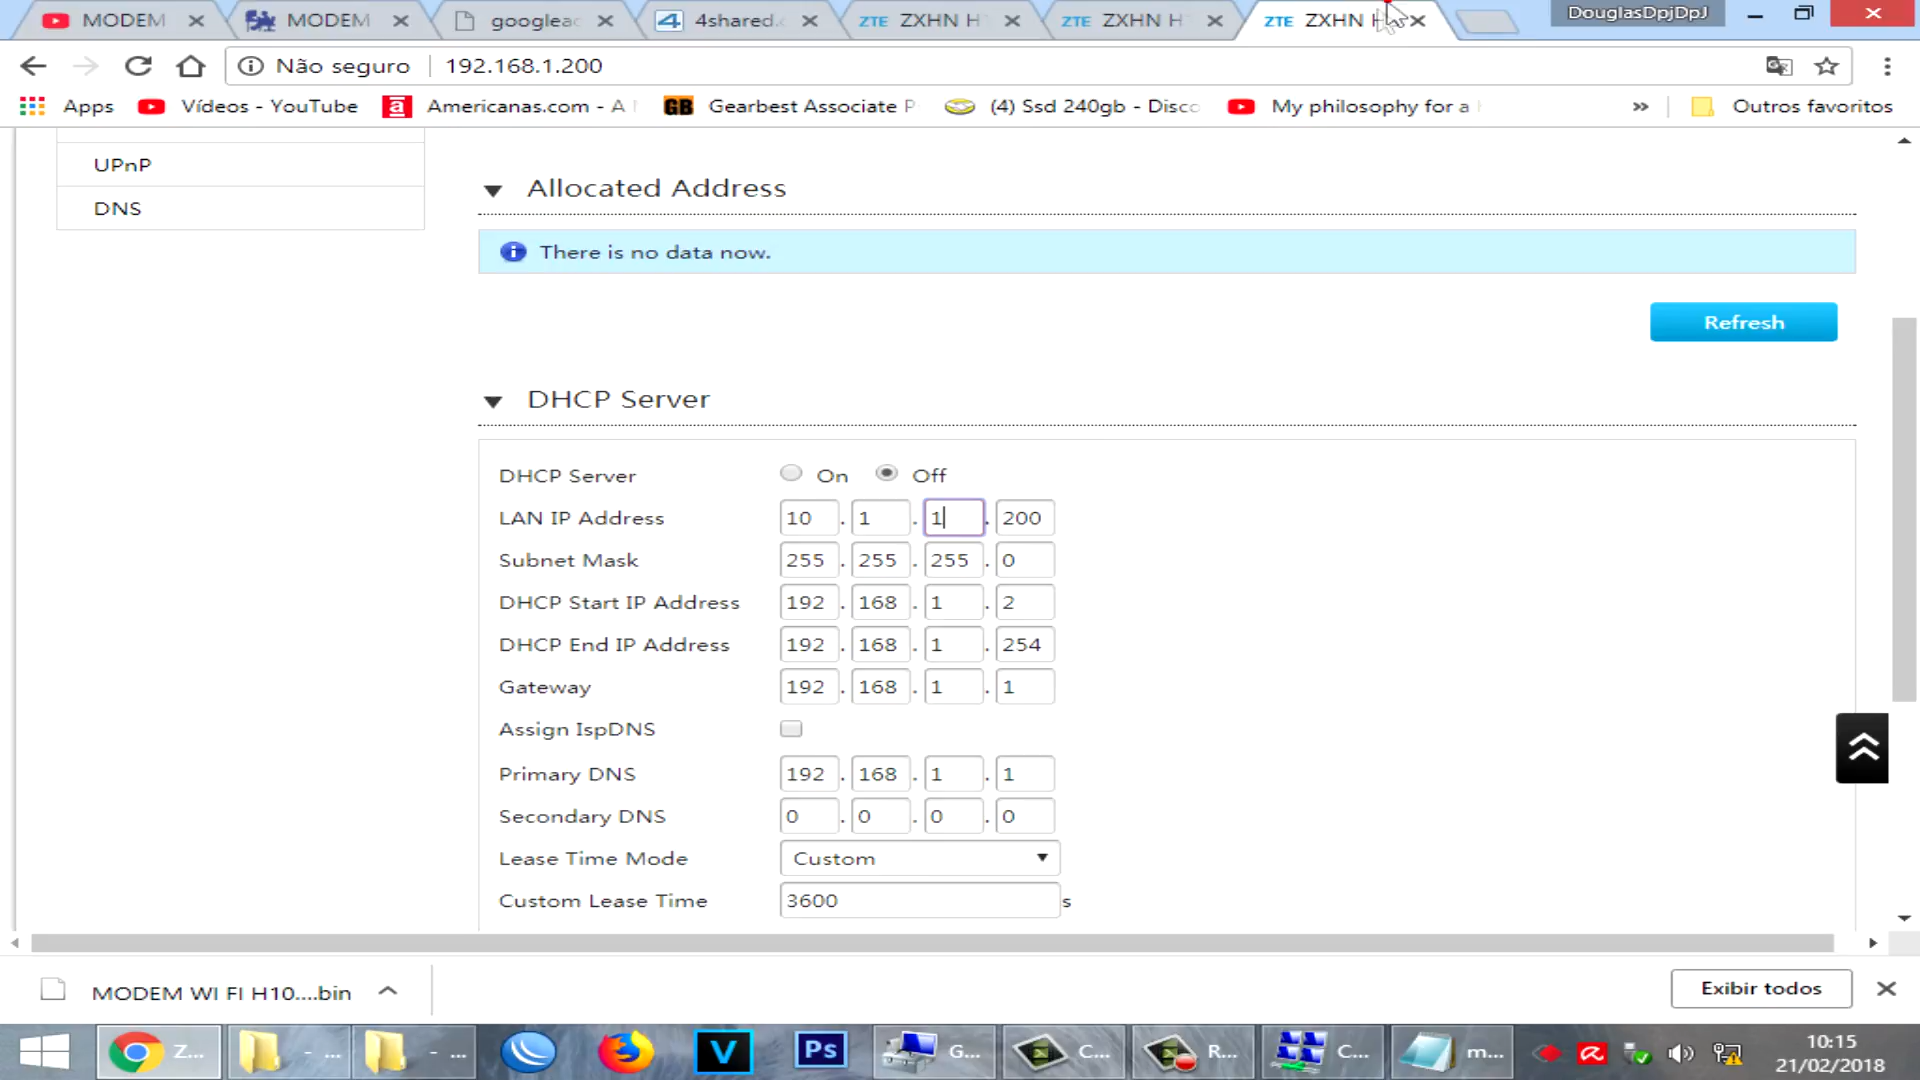 MODEM
MODEM
googleac
4shared.
ZTE ZXHN H
ZTE ZXHN H
ZTE ZXHN H
DouglasDpjDpJ
Não seguro
192.168.1.200
Apps
Vídeos - YouTube
a
Americanas.com - A
GB
Gearbest Associate P
(4) Ssd 240gb - Disco
My philosophy for a
»
Outros favoritos
UPnP
DNS
Allocated Address
There is no data now.
Refresh
DHCP Server
DHCP Server On Off
LAN IP Address 10 . 1 . 1 . 200
Subnet Mask 255 . 255 . 255 . 0
DHCP Start IP Address 192 . 168 . 1 . 2
DHCP End IP Address 192 . 168 . 1 . 254
Gateway 192 . 168 . 1 . 1
Assign IspDNS
Primary DNS 192 . 168 . 1 . 1
Secondary DNS 0 . 0 . 0 . 0
Lease Time Mode Custom
Custom Lease Time 3600 s
MODEM WI FI H10....bin
Exibir todos
Z...
- ...
- ...
V
Ps
G...
C...
R...
C...
m...
10:15
21/02/2018